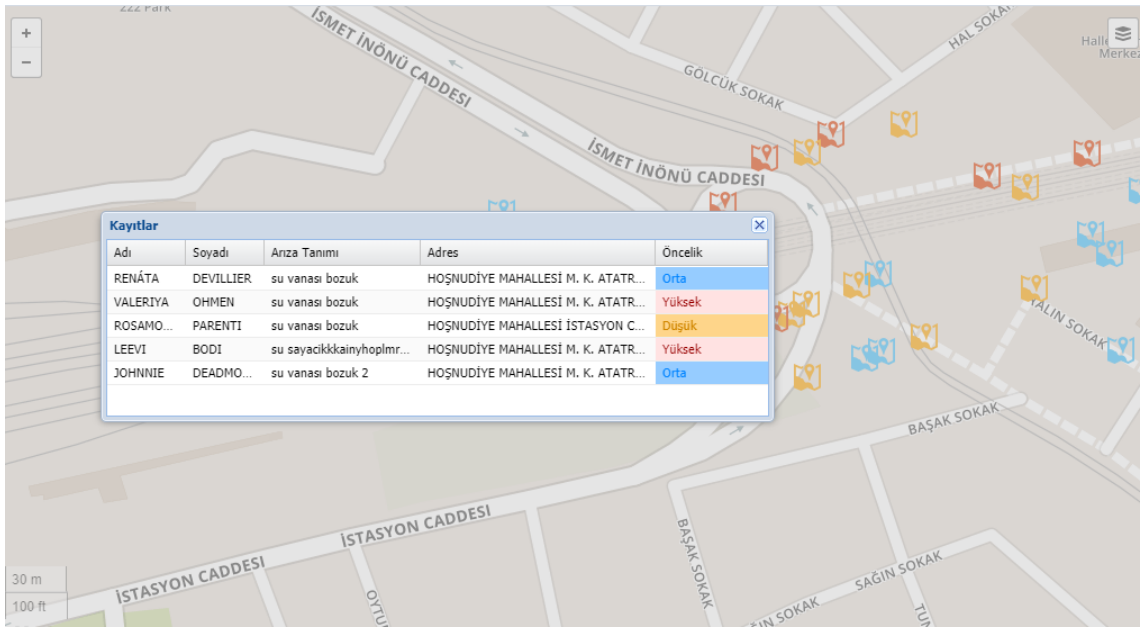 222 Park
+
−
İSMET İNÖNÜ CADDESİ
HAL SOKAK
GÖLCÜK SOKAK
İSMET İNÖNÜ CADDESİ
Kayıtlar
Adı Soyadı Arıza Tanımı Adres Öncelik
RENÁTA DEVILLIER su vanası bozuk HOŞNUDİYE MAHALLESİ M. K. ATATR... Orta
VALERIYA OHMEN su vanası bozuk HOŞNUDİYE MAHALLESİ M. K. ATATR... Yüksek
ROSAMO... PARENTI su vanası bozuk HOŞNUDİYE MAHALLESİ İSTASYON C... Düşük
LEEVI BODI su sayacikkkainyhoplmr... HOŞNUDİYE MAHALLESİ M. K. ATATR... Yüksek
JOHNNIE DEADMO... su vanası bozuk 2 HOŞNUDİYE MAHALLESİ M. K. ATATR... Orta
BAŞAK SOKAK
İSTASYON CADDESİ
BAŞAK SOKAK
İSTASYON CADDESİ
SAĞIN SOKAK
30 m
100 ft